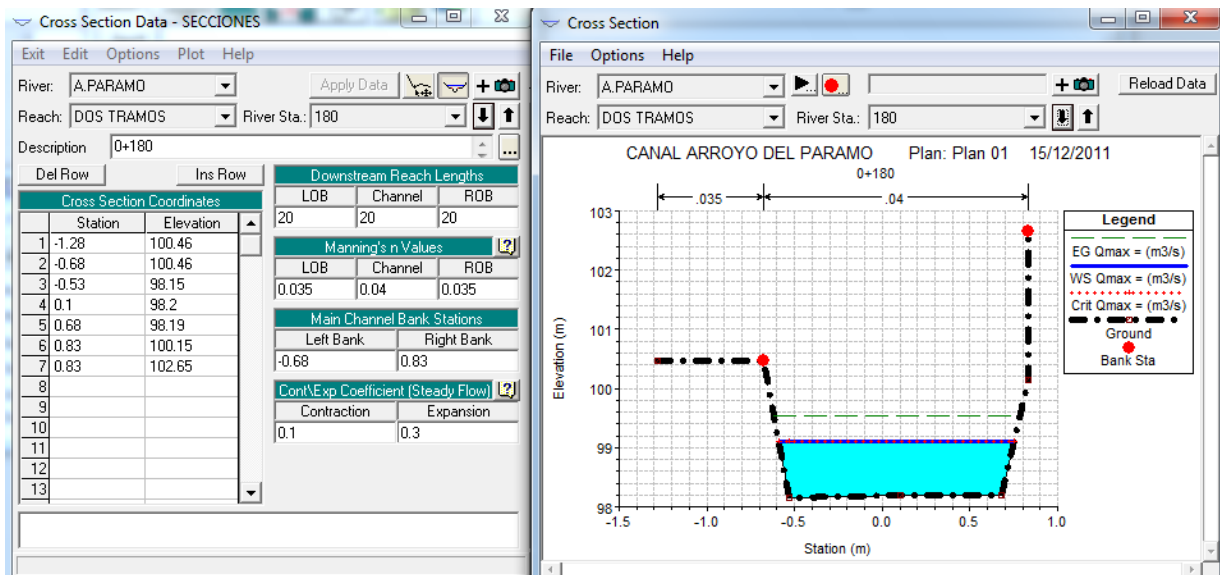 Cross Section Data - SECCIONES
Exit Edit Options Plot Help
River: A.PARAMO Apply Data
Reach: DOS TRAMOS River Sta.: 180
Description 0+180 ...
Del Row Ins Row
Cross Section Coordinates
Station Elevation
1 -1.28 100.46
2 -0.68 100.46
3 -0.53 98.15
4 0.1 98.2
5 0.68 98.19
6 0.83 100.15
7 0.83 102.65
8
9
10
11
12
13
Downstream Reach Lengths
LOB Channel ROB
20 20 20
Manning's n Values
LOB Channel ROB
0.035 0.04 0.035
Main Channel Bank Stations
Left Bank Right Bank
-0.68 0.83
Cont\Exp Coefficient (Steady Flow)
Contraction Expansion
0.1 0.3
Cross Section
File Options Help
River: A.PARAMO Reload Data
Reach: DOS TRAMOS River Sta.: 180
CANAL ARROYO DEL PARAMO Plan: Plan 01 15/12/2011
0+180
.035 .04
Elevation (m)
103
102
101
100
99
98
-1.5 -1.0 -0.5 0.0 0.5 1.0
Station (m)
Legend
EG Qmax = (m3/s)
WS Qmax = (m3/s)
Crit Qmax = (m3/s)
Ground
Bank Sta